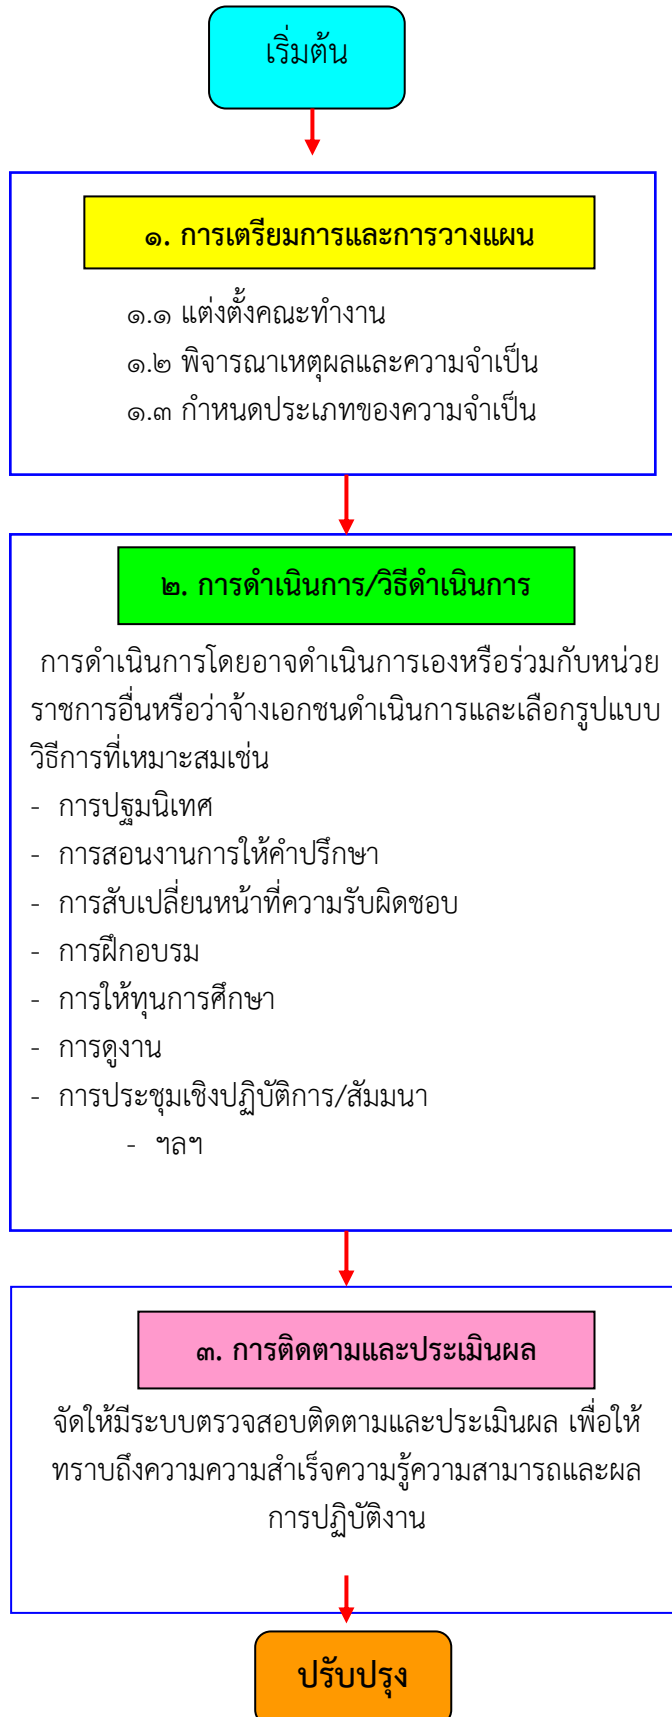 เริ่มต้น
๑. การเตรียมการและการวางแผน
๑.๑ แต่งตั้งคณะทำงาน
๑.๒ พิจารณาเหตุผลและความจำเป็น
๑.๓ กำหนดประเภทของความจำเป็น
๒. การดำเนินการ/วิธีดำเนินการ
การดำเนินการโดยอาจดำเนินการเองหรือร่วมกับหน่วย
ราชการอื่นหรือว่าจ้างเอกชนดำเนินการและเลือกรูปแบบ
วิธีการที่เหมาะสมเช่น
- การปฐมนิเทศ
- การสอนงานการให้คำปรึกษา
- การสับเปลี่ยนหน้าที่ความรับผิดชอบ
- การฝึกอบรม
- การให้ทุนการศึกษา
- การดูงาน
- การประชุมเชิงปฏิบัติการ/สัมมนา
- ฯลฯ
๓. การติดตามและประเมินผล
จัดให้มีระบบตรวจสอบติดตามและประเมินผล เพื่อให้
ทราบถึงความความสำเร็จความรู้ความสามารถและผล
การปฏิบัติงาน
ปรับปรุง